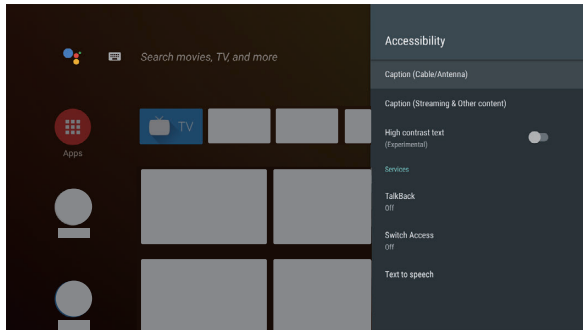 Search movies, TV, and more
TV
Apps
Accessibility
Caption (Cable/Antenna)
Caption (Streaming & Other content)
High contrast text
(Experimental)
Services
TalkBack
Off
Switch Access
Off
Text to speech